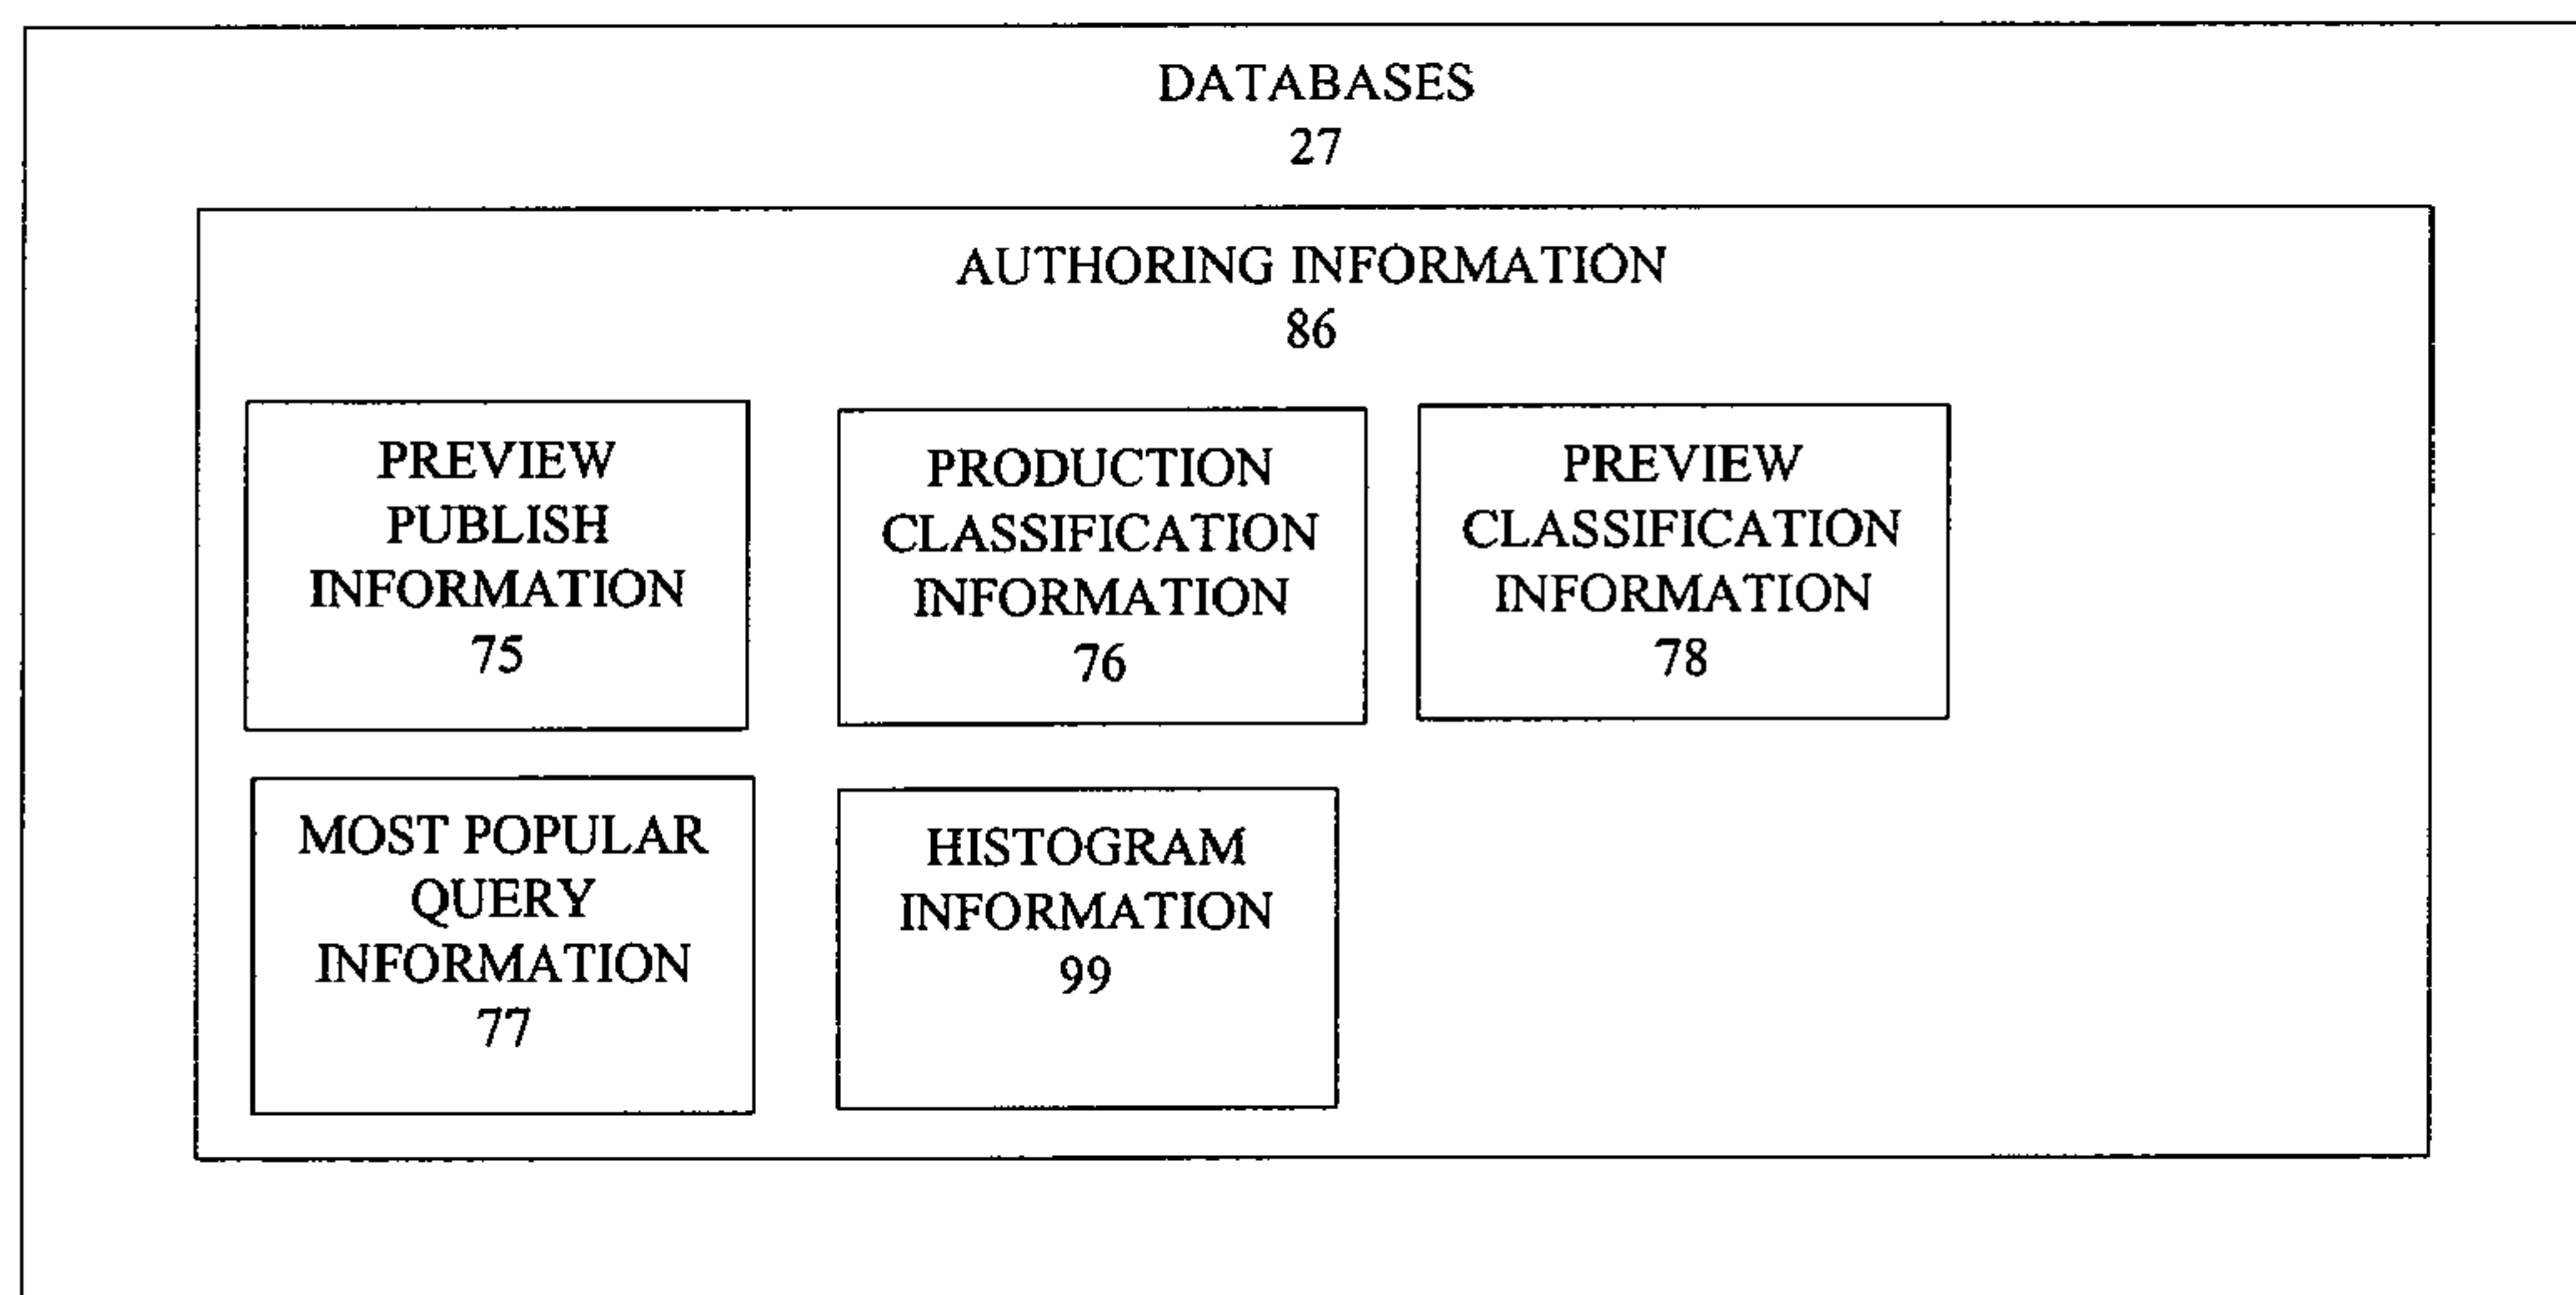 DATABASES
27
AUTHORING INFORMATION
86
PREVIEW
PUBLISH
INFORMATION
75
PRODUCTION
CLASSIFICATION
INFORMATION
76
PREVIEW
CLASSIFICATION
INFORMATION
78
MOST POPULAR
QUERY
INFORMATION
77
HISTOGRAM
INFORMATION
99